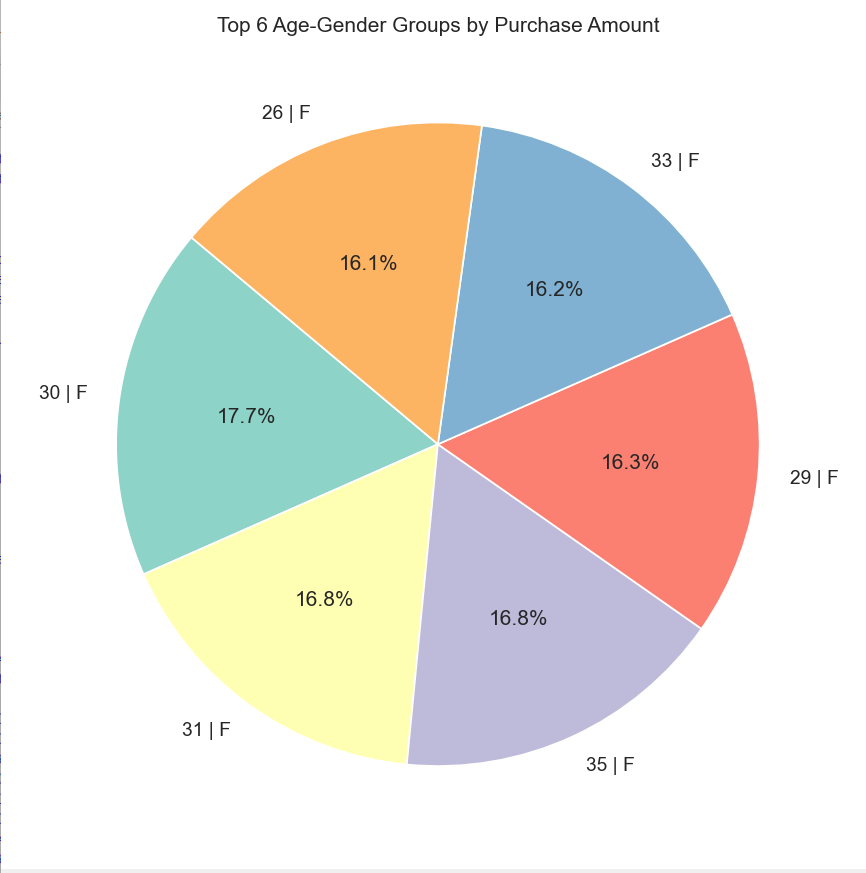 Top 6 Age-Gender Groups by Purchase Amount
26 | F
33 | F
16.1%
16.2%
30 | F
17.7%
16.3%
29 | F
16.8%
16.8%
31 | F
35 | F